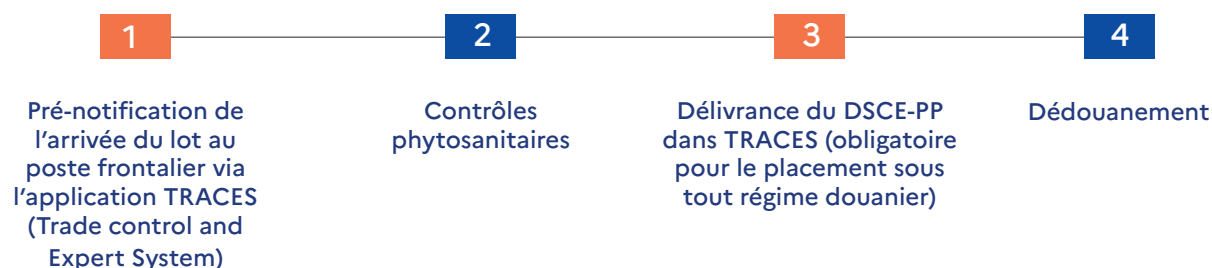 1
2
3
4
Pré-notification de
l’arrivée du lot au
poste frontalier via
l’application TRACES
(Trade control and
Expert System)
Contrôles
phytosanitaires
Délivrance du DSCE-PP
dans TRACES (obligatoire
pour le placement sous
tout régime douanier)
Dédouanement